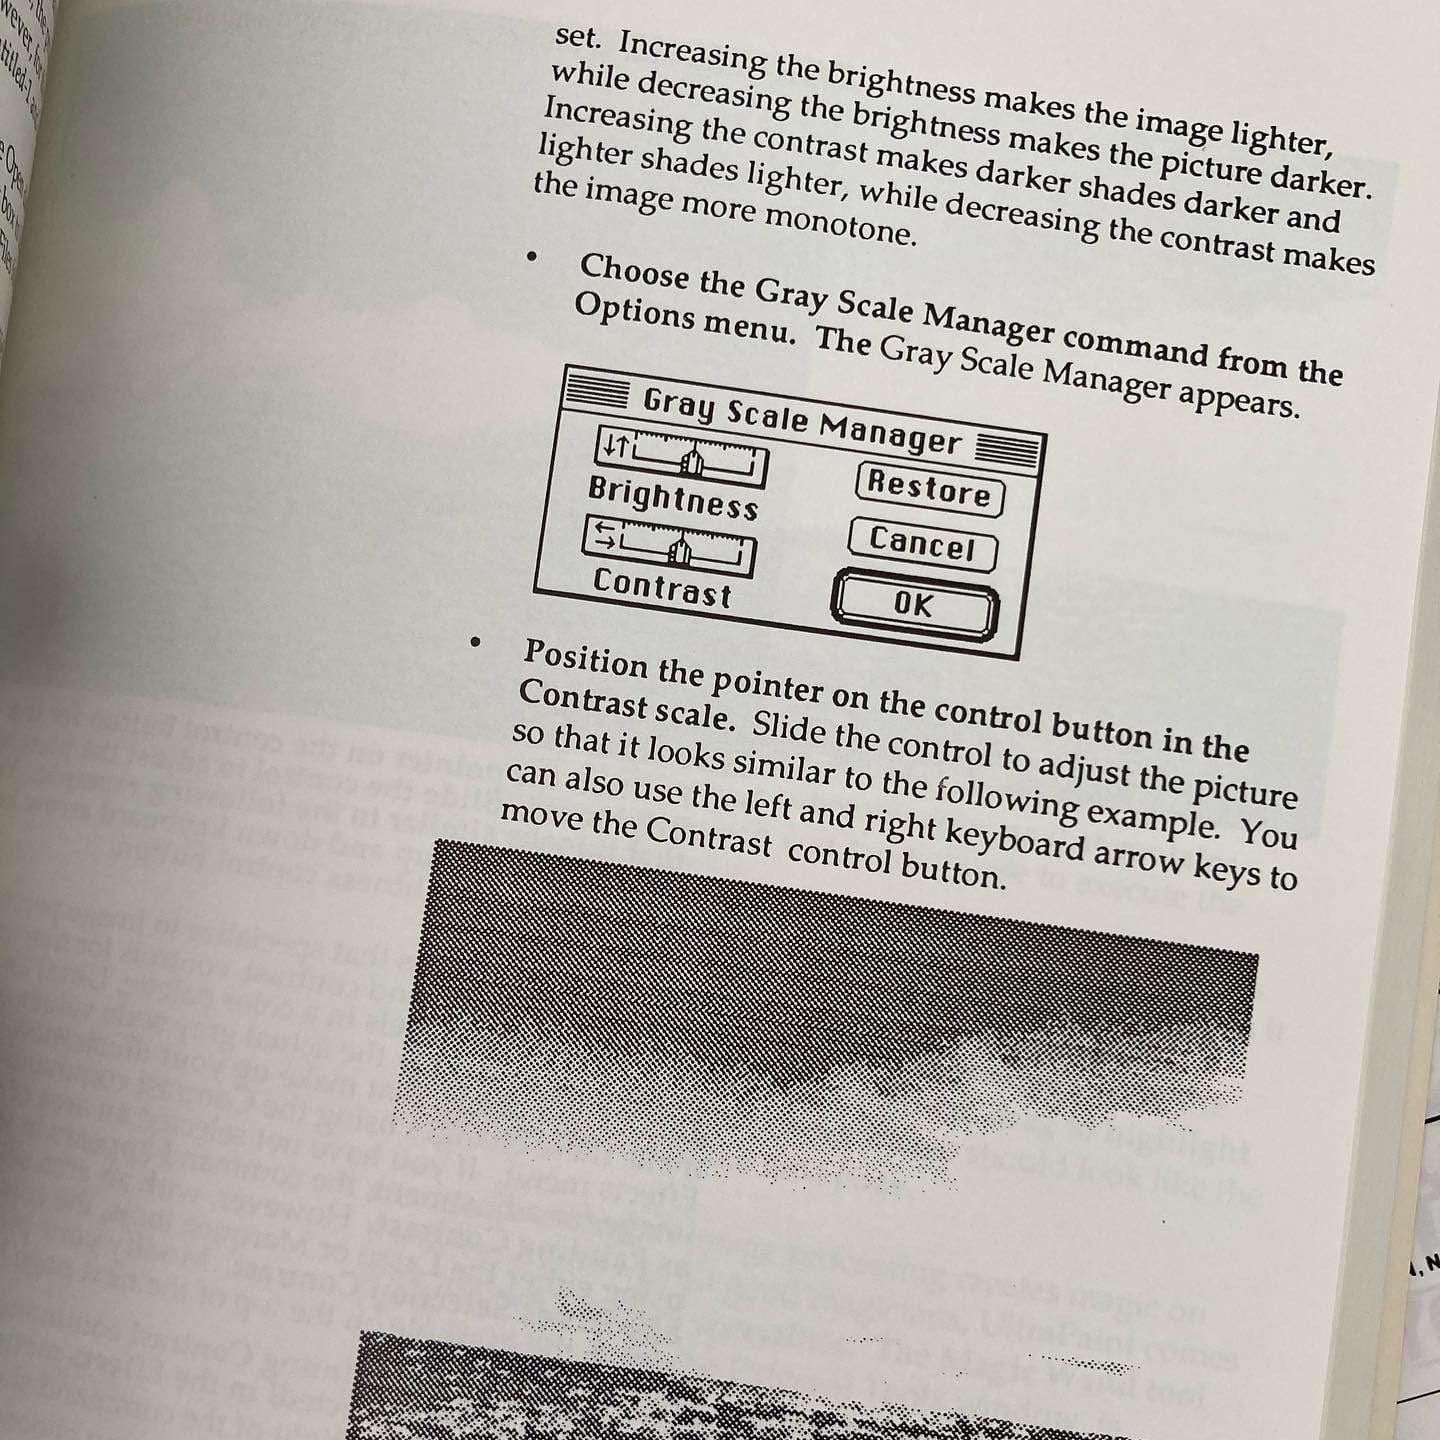 set. Increasing the brightness makes the image lighter,
while decreasing the brightness makes the picture darker.
Increasing the contrast makes darker shades darker and
lighter shades lighter, while decreasing the contrast makes
the image more monotone.
• Choose the Gray Scale Manager command from the
Options menu. The Gray Scale Manager appears.
Gray Scale Manager
Brightness
Contrast
Restore
Cancel
OK
• Position the pointer on the control button in the
Contrast scale. Slide the control to adjust the picture
so that it looks similar to the following example. You
can also use the left and right keyboard arrow keys to
move the Contrast control button.